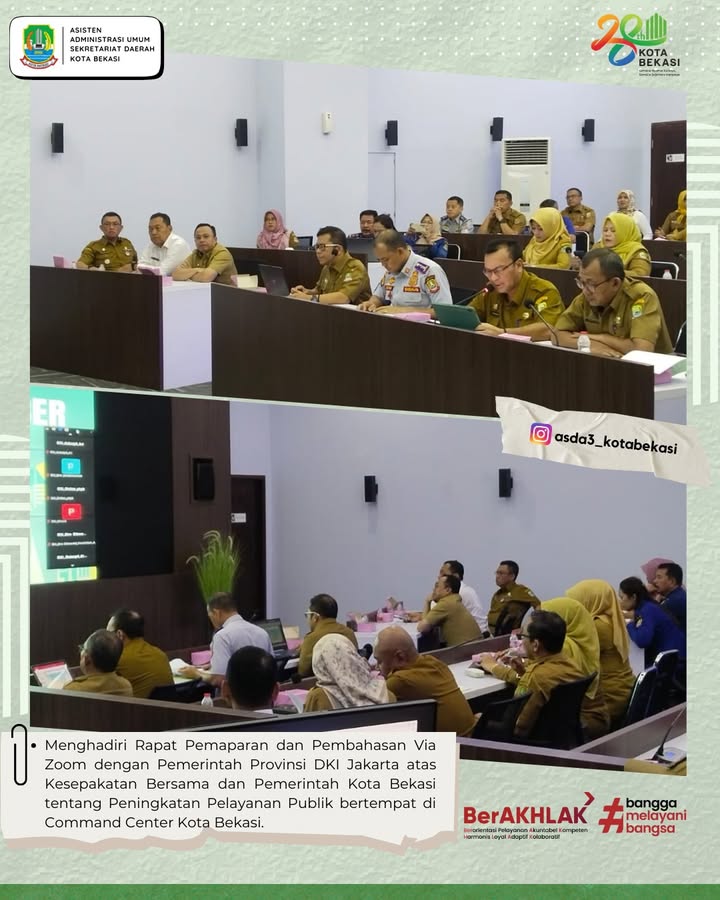 ASISTEN
ADMINISTRASI UMUM
SEKRETARIAT DAERAH
KOTA BEKASI
28th
KOTA
BEKASI
ER
P
P
asda3_kotabekasi
• Menghadiri Rapat Pemaparan dan Pembahasan Via
Zoom dengan Pemerintah Provinsi DKI Jakarta atas
Kesepakatan Bersama dan Pemerintah Kota Bekasi
tentang Peningkatan Pelayanan Publik bertempat di
Command Center Kota Bekasi.
BerAKHLAK
Berorientasi Pelayanan Akuntabel Kompeten
Harmonis Loyal Adaptif Kolaboratif
#bangga
melayani
bangsa